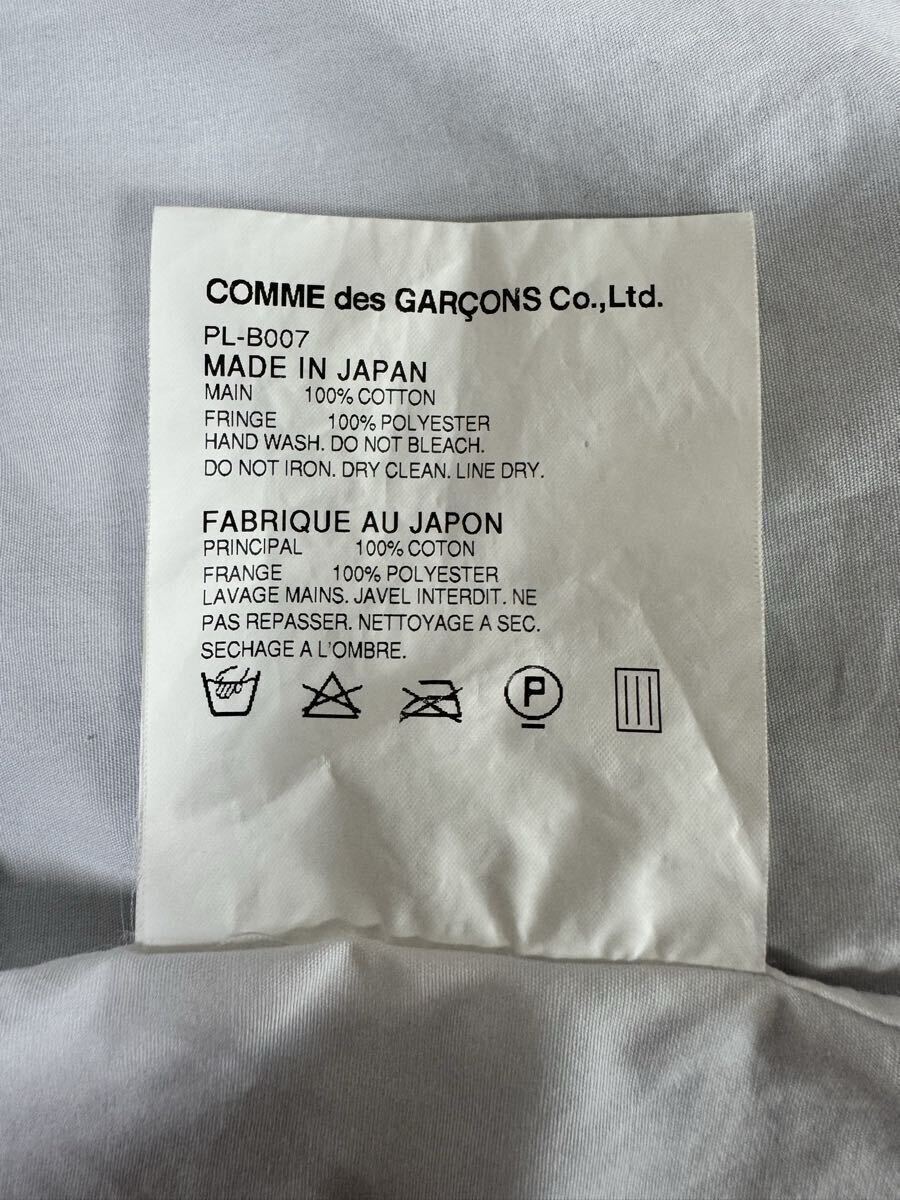 COMME des GARÇONS Co.,Ltd.
PL-B007
MADE IN JAPAN
MAIN 100% COTTON
FRINGE 100% POLYESTER
HAND WASH. DO NOT BLEACH.
DO NOT IRON. DRY CLEAN. LINE DRY.
FABRIQUE AU JAPON
PRINCIPAL 100% COTON
FRANGE 100% POLYESTER
LAVAGE MAINS. JAVEL INTERDIT. NE
PAS REPASSER. NETTOYAGE A SEC.
SECHAGE A L'OMBRE.
P